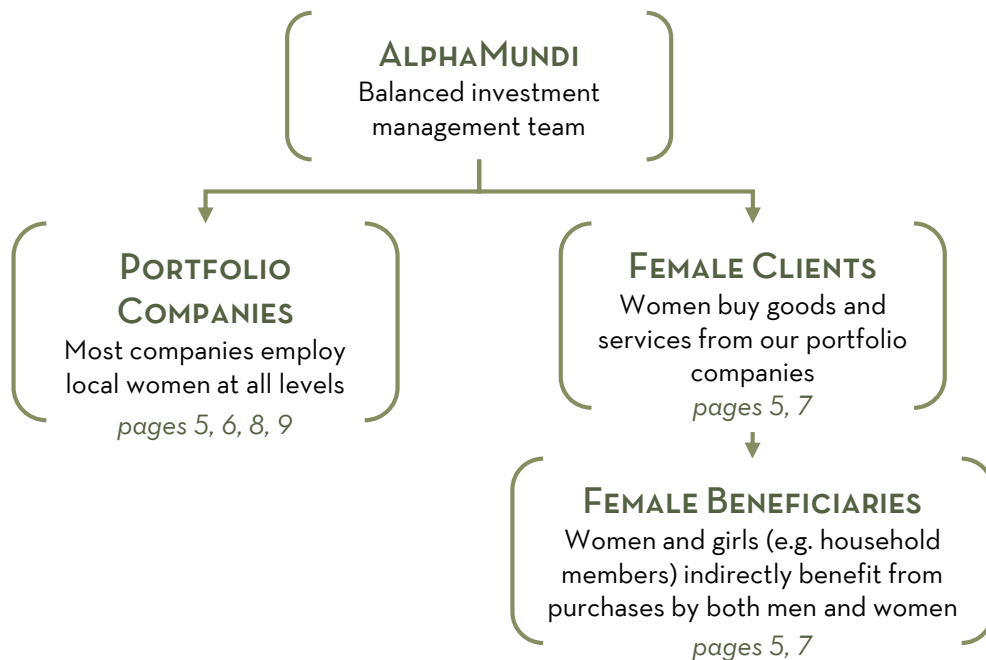 AlphaMundi
Balanced investment
management team
Portfolio
Companies
Most companies employ
local women at all levels
pages 5, 6, 8, 9
Female Clients
Women buy goods and
services from our portfolio
companies
pages 5, 7
Female Beneficiaries
Women and girls (e.g. household
members) indirectly benefit from
purchases by both men and women
pages 5, 7